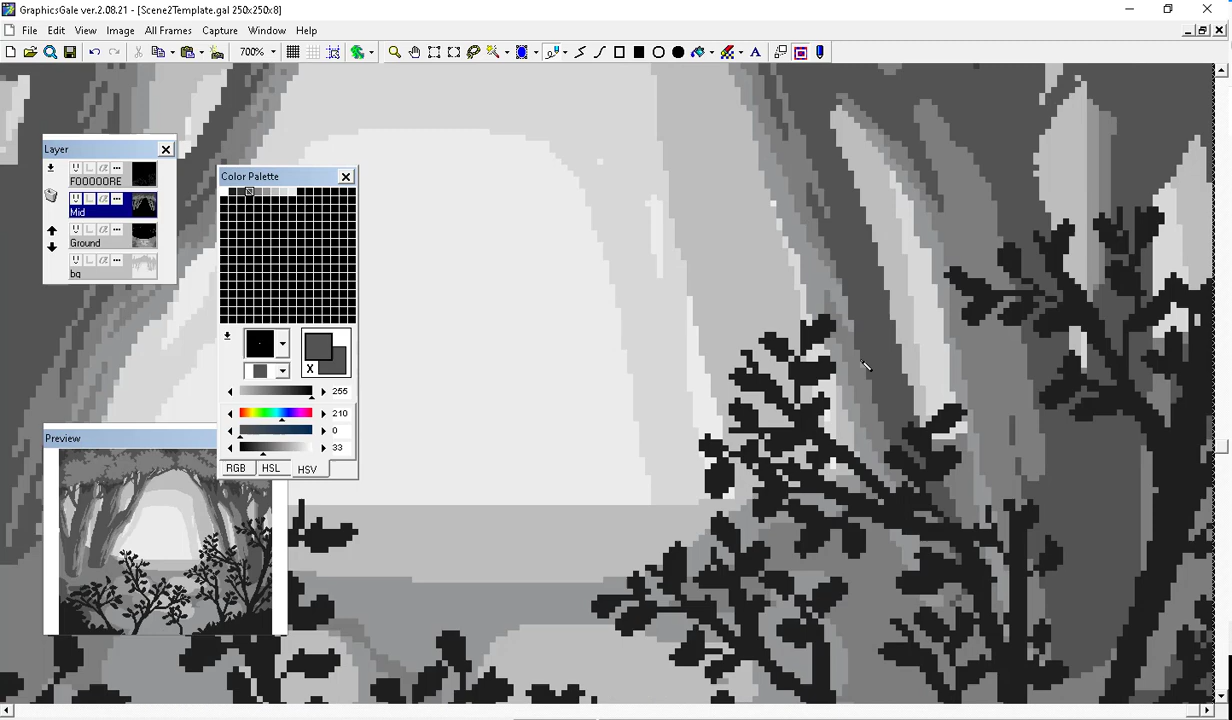 GraphicsGale ver.2.08.21 - [Scene2Template.gal 250x250x8]
File Edit View Image All Frames Capture Window Help
700%
A
Layer
FOOOOORE
Mid
Ground
bg
Color Palette
X
255
210
0
33
RGB HSL HSV
Preview